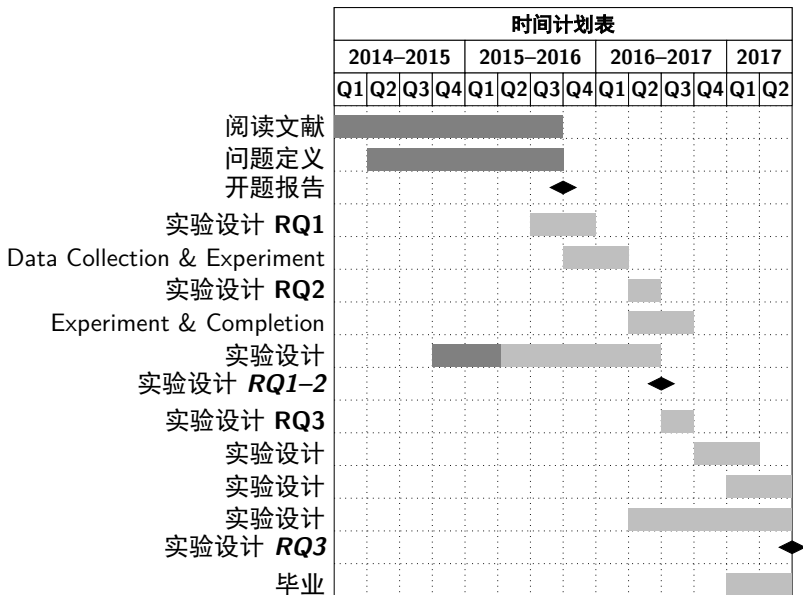 时间计划表
2014–2015 2015–2016 2016–2017 2017
Q1 Q2 Q3 Q4 Q1 Q2 Q3 Q4 Q1 Q2 Q3 Q4 Q1 Q2
阅读文献
问题定义
开题报告
实验设计 RQ1
Data Collection & Experiment
实验设计 RQ2
Experiment & Completion
实验设计
实验设计 RQ1–2
实验设计 RQ3
实验设计
实验设计
实验设计
实验设计 RQ3
毕业